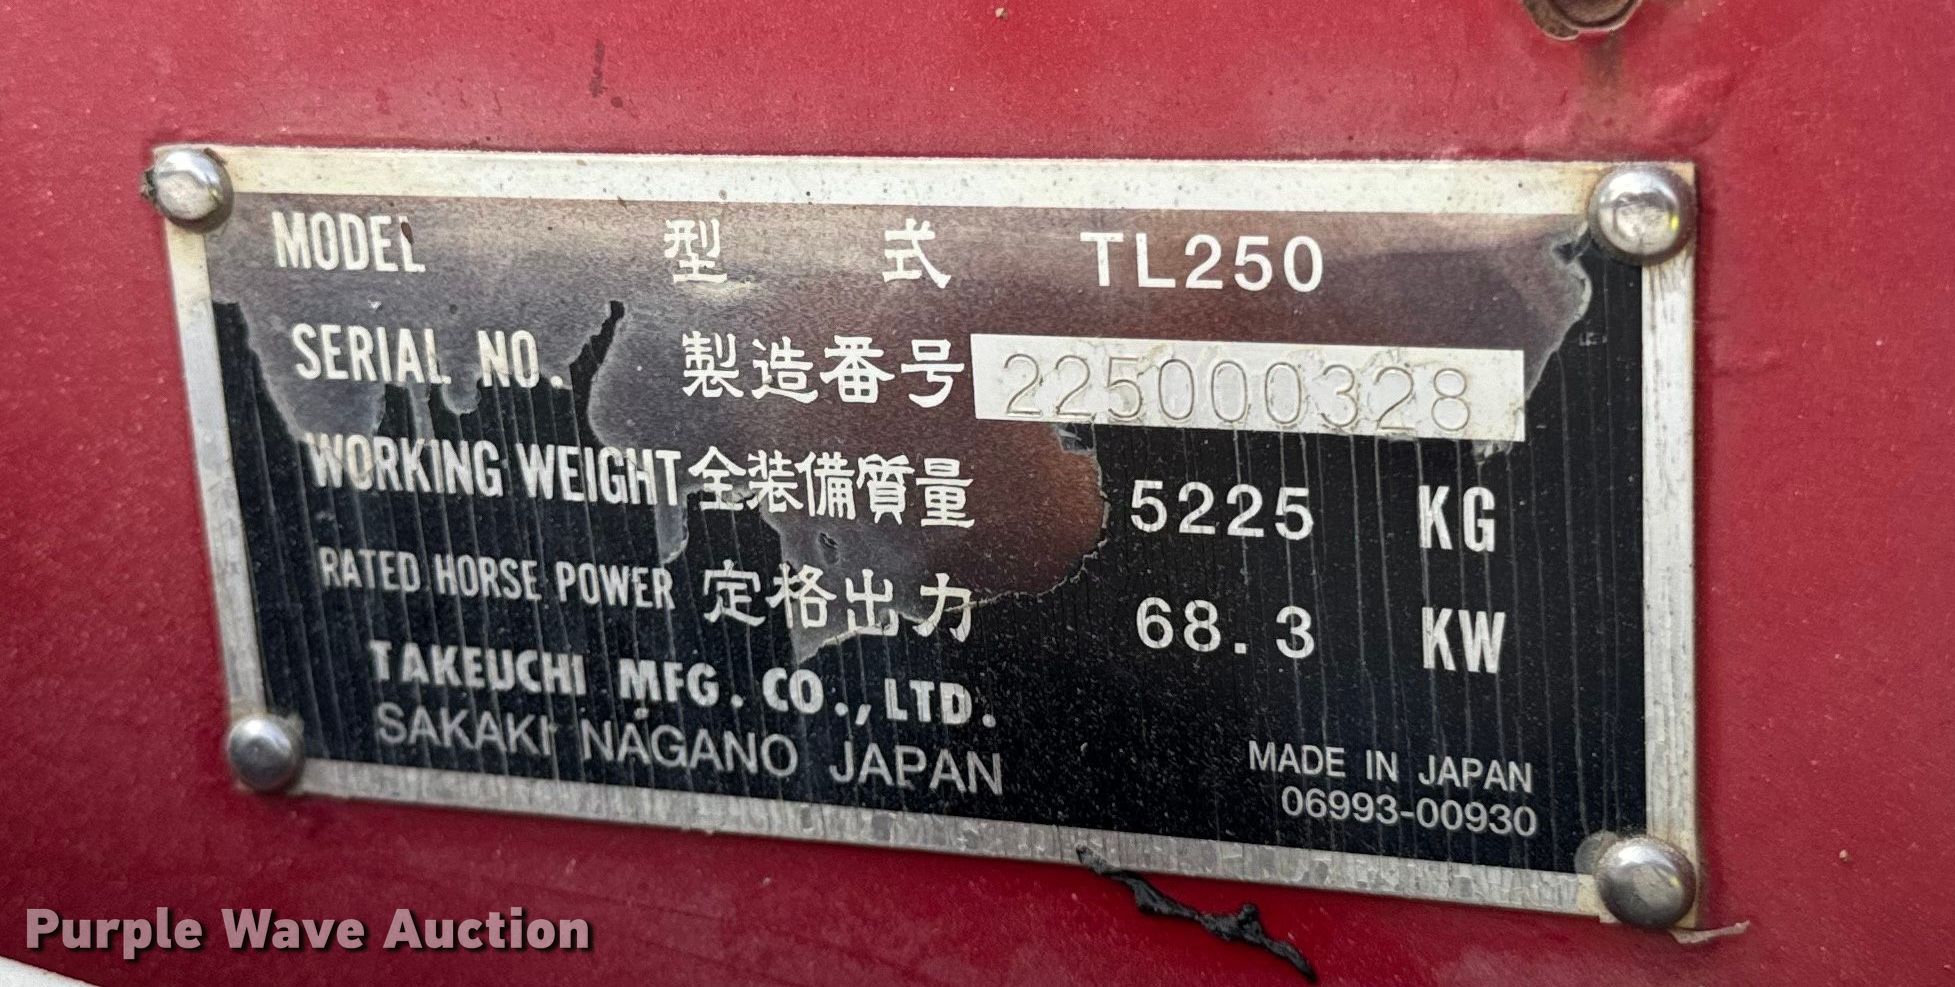 MODEL 型式 TL250
SERIAL NO. 製造番号 225000328
WORKING WEIGHT 全装備質量 5225 KG
RATED HORSE POWER 定格出力 68.3 KW
TAKEUCHI MFG. CO., LTD.
SAKAKI NAGANO JAPAN
MADE IN JAPAN
06993-00930
Purple Wave Auction